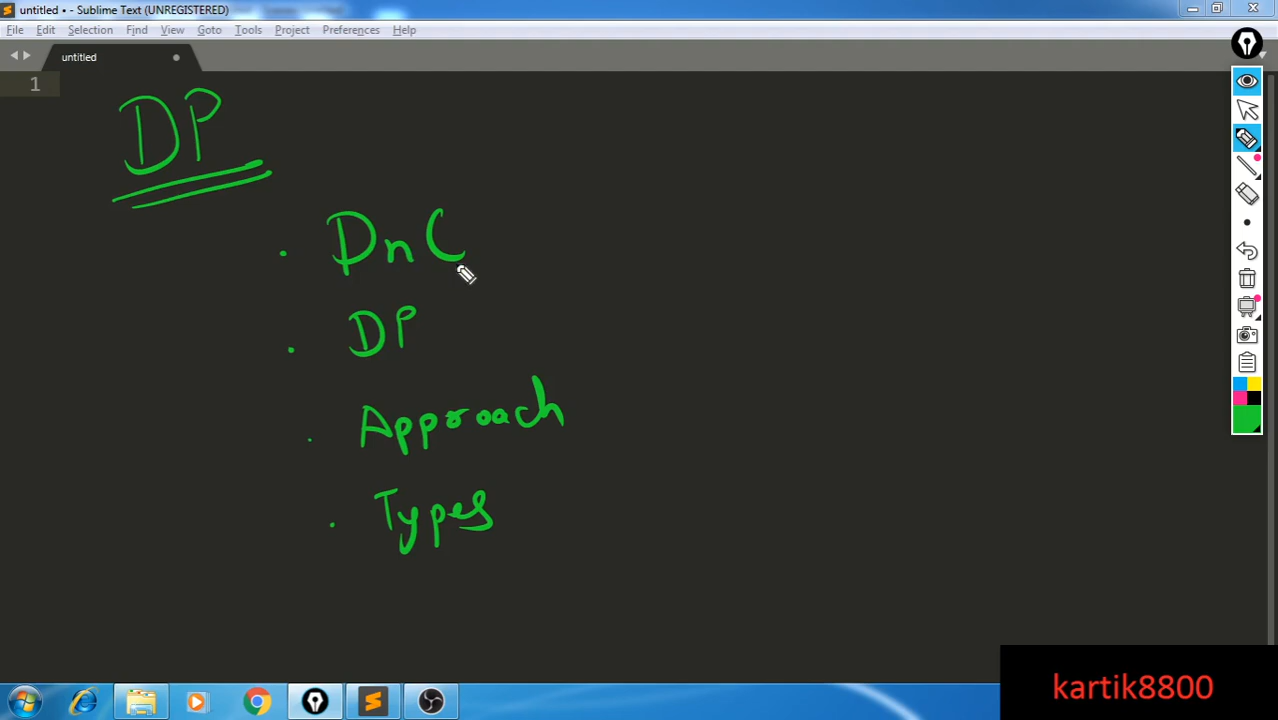 untitled • - Sublime Text (UNREGISTERED)
File Edit Selection Find View Goto Tools Project Preferences Help
untitled
1
DP
. DnC
. DP
. Approach
. Types
kartik8800